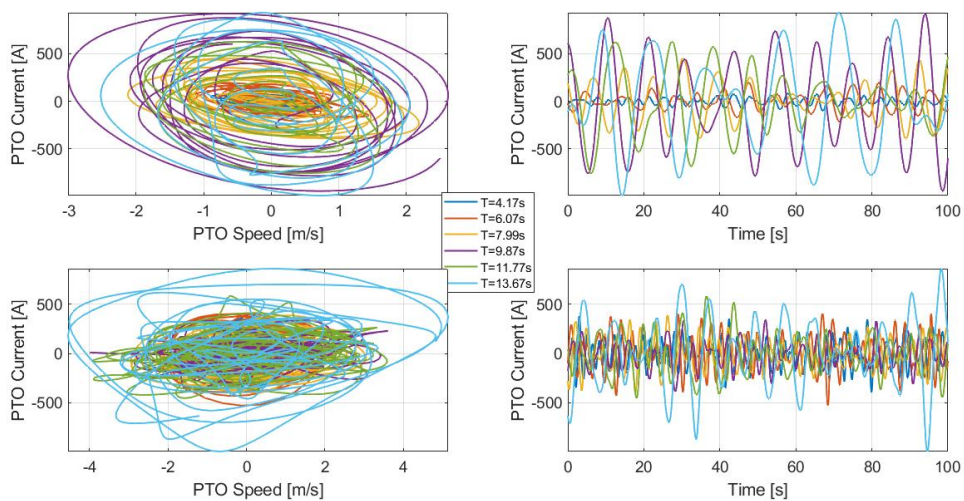 PTO Current [A]
500
0
-500
-3
-2
-1
0
1
2
PTO Speed [m/s]
PTO Current [A]
500
0
-500
0
20
40
60
80
100
Time [s]
T=4.17s
T=6.07s
T=7.99s
T=9.87s
T=11.77s
T=13.67s
PTO Current [A]
500
0
-500
-4
-2
0
2
4
PTO Speed [m/s]
PTO Current [A]
500
0
-500
0
20
40
60
80
100
Time [s]